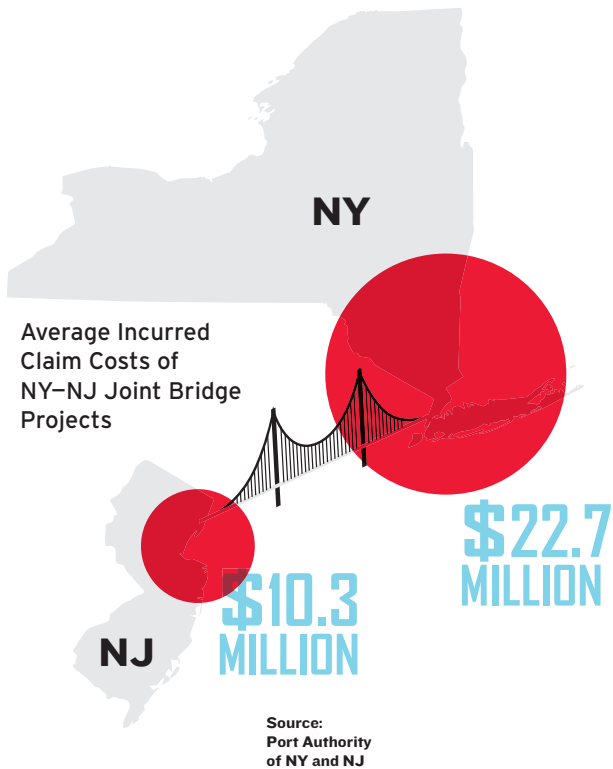 NY
Average Incurred
Claim Costs of
NY–NJ Joint Bridge
Projects
$22.7
MILLION
$10.3
MILLION
NJ
Source:
Port Authority
of NY and NJ